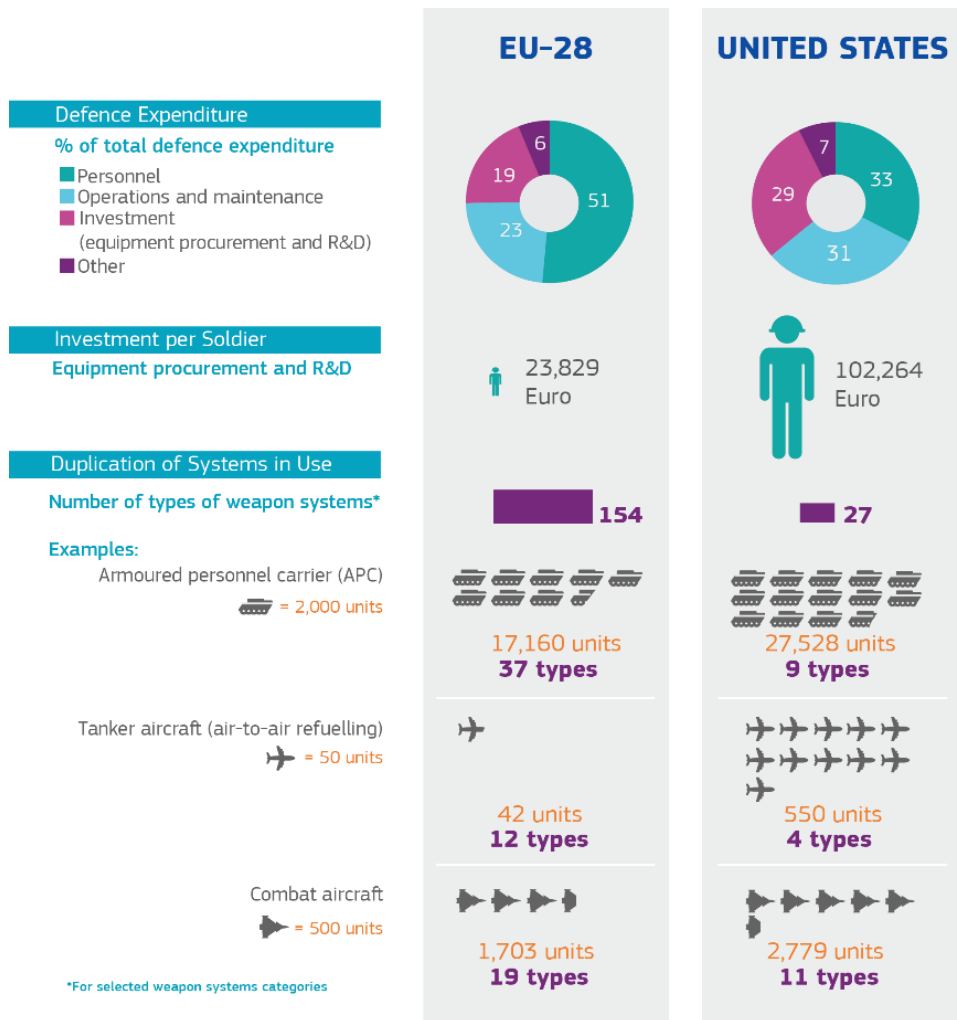 EU-28
UNITED STATES
Defence Expenditure
% of total defence expenditure
Personnel
Operations and maintenance
Investment
(equipment procurement and R&D)
Other
6
19
51
23
7
33
29
31
Investment per Soldier
Equipment procurement and R&D
23,829
Euro
102,264
Euro
Duplication of Systems in Use
Number of types of weapon systems*
154
27
Examples:
Armoured personnel carrier (APC)
= 2,000 units
17,160 units
37 types
27,528 units
9 types
Tanker aircraft (air-to-air refuelling)
= 50 units
42 units
12 types
550 units
4 types
Combat aircraft
= 500 units
1,703 units
19 types
2,779 units
11 types
*For selected weapon systems categories